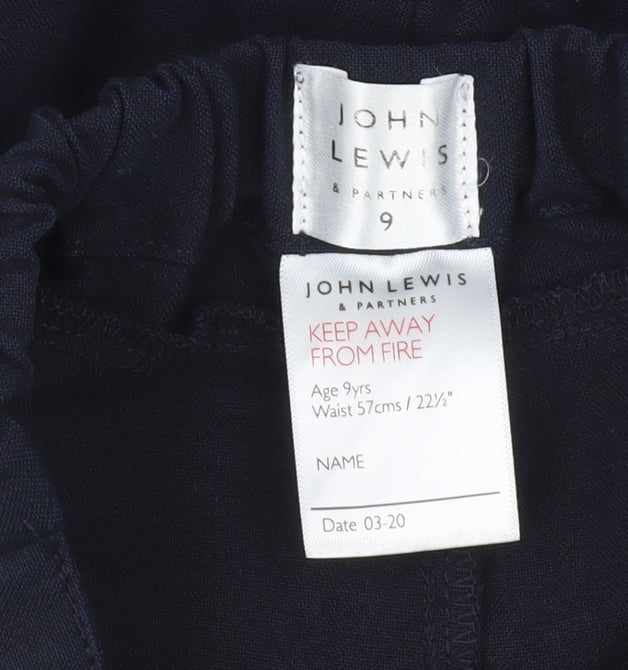 JOHN
LEWIS
& PARTNERS
9
JOHN LEWIS
& PARTNERS
KEEP AWAY
FROM FIRE
Age 9yrs
Waist 57cms / 22½"
NAME
Date 03-20